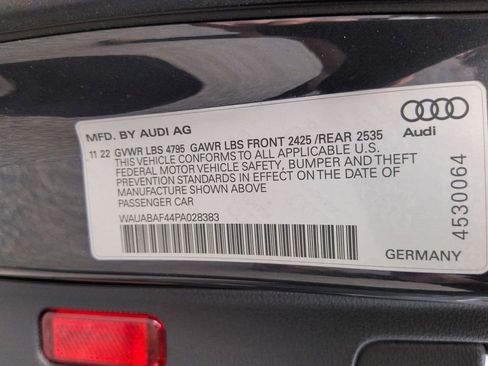 MFD. BY AUDI AG
11 22 GVWR LBS 4795 GAWR LBS FRONT 2425 /REAR 2535
THIS VEHICLE CONFORMS TO ALL APPLICABLE U.S.
FEDERAL MOTOR VEHICLE SAFETY, BUMPER AND THEFT
PREVENTION STANDARDS IN EFFECT ON THE DATE OF
MANUFACTURE SHOWN ABOVE
PASSENGER CAR
WAUABAF44PA028383
Audi
4530064
GERMANY